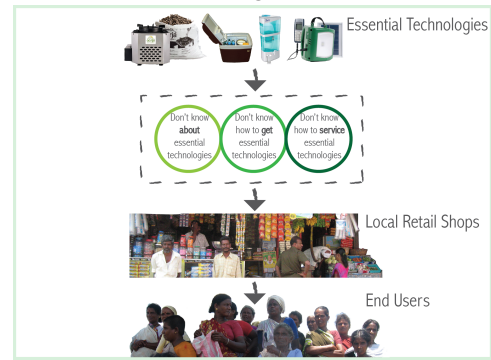 Essential Technologies
Don't know
about
essential
technologies
Don't know
how to get
essential
technologies
Don't know
how to service
essential
technologies
Local Retail Shops
End Users